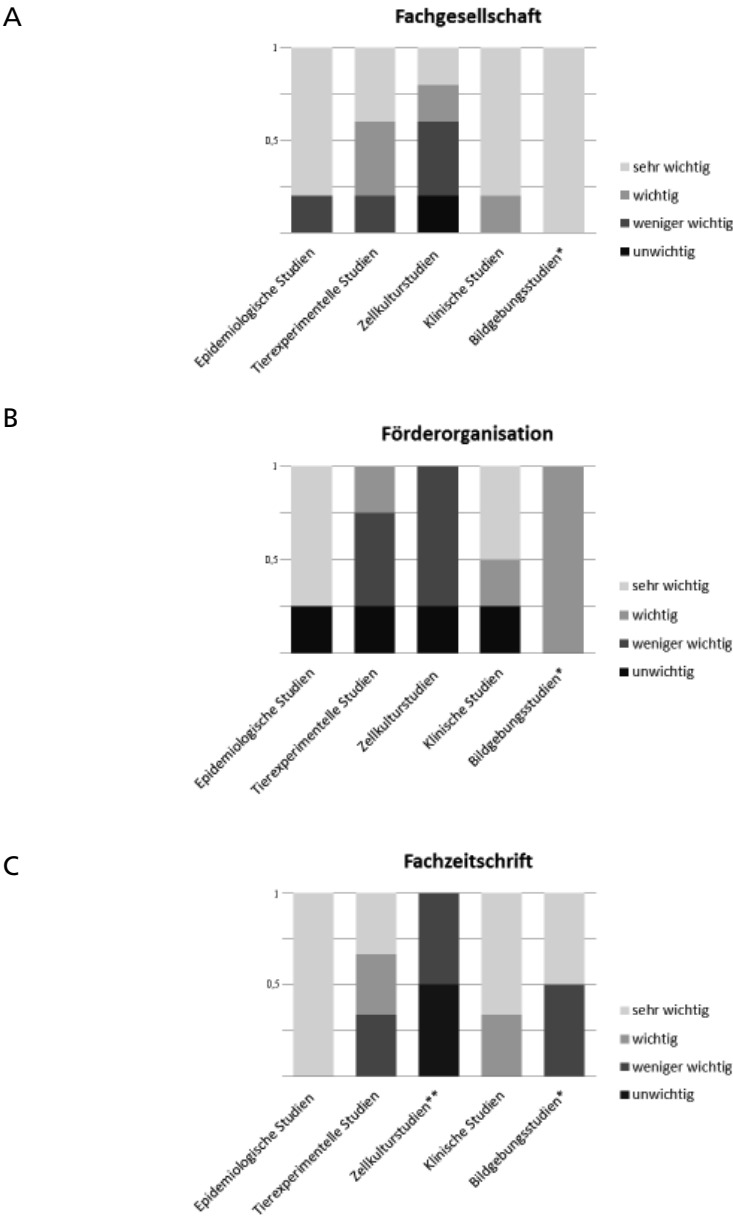 A
Fachgesellschaft
1
0,5
sehr wichtig
wichtig
weniger wichtig
unwichtig
Epidemiologische Studien
Tierexperimentelle Studien
Zellkulturstudien
Klinische Studien
Bildgebungsstudien*
B
Förderorganisation
1
0,5
sehr wichtig
wichtig
weniger wichtig
unwichtig
Epidemiologische Studien
Tierexperimentelle Studien
Zellkulturstudien
Klinische Studien
Bildgebungsstudien*
C
Fachzeitschrift
1
0,5
sehr wichtig
wichtig
weniger wichtig
unwichtig
Epidemiologische Studien
Tierexperimentelle Studien
Zellkulturstudien**
Klinische Studien
Bildgebungsstudien*